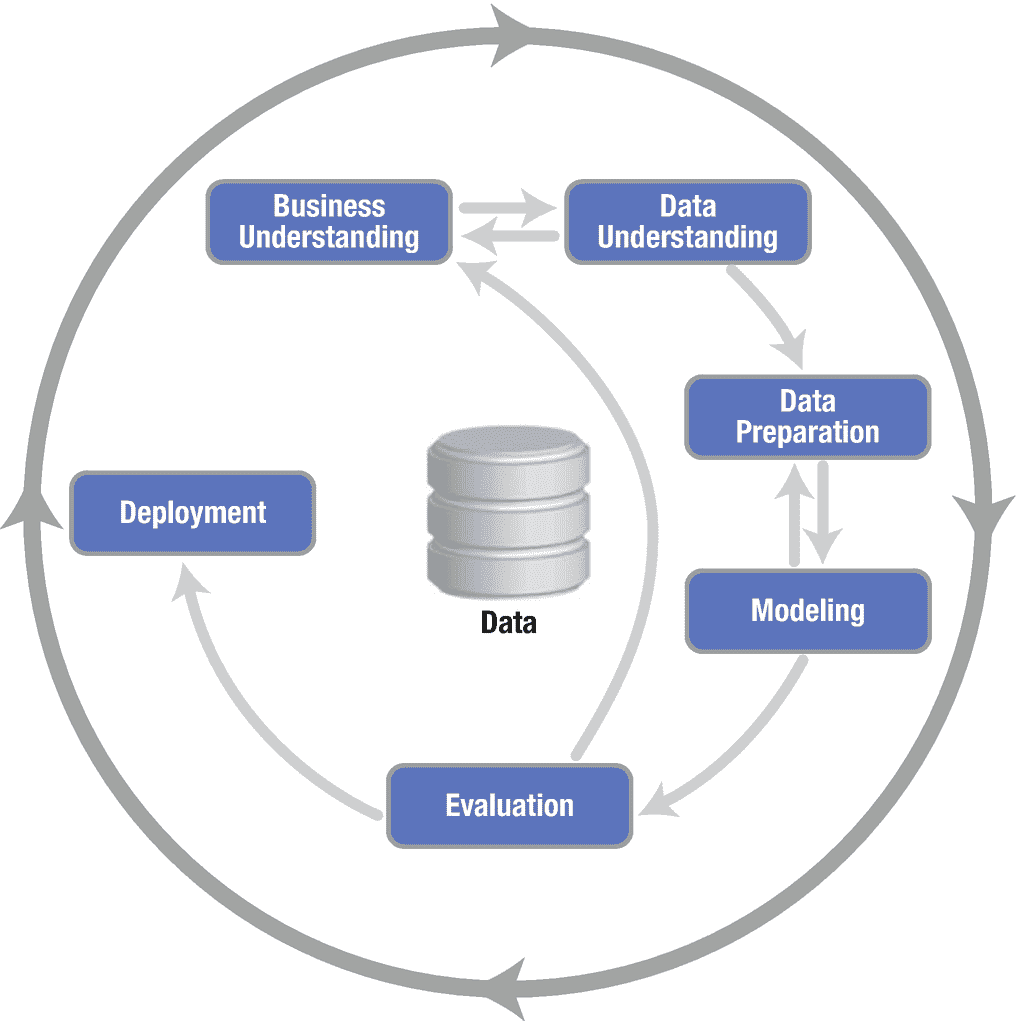 Business
Understanding
Data
Understanding
Data
Preparation
Deployment
Modeling
Data
Evaluation